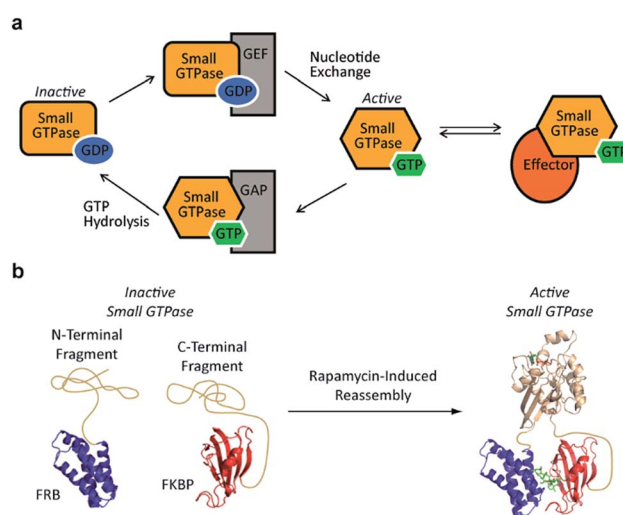 a
Small
GTPase
GEF
GDP
Nucleotide
Exchange
Inactive
Small
GTPase
GDP
Active
Small
GTPase
GTP
Small
GTPase
GTP
Effector
GTP
Hydrolysis
Small
GTPase
GAP
GTP
b
Inactive
Small GTPase
Active
Small GTPase
N-Terminal
Fragment
C-Terminal
Fragment
Rapamycin-Induced
Reassembly
FRB
FKBP